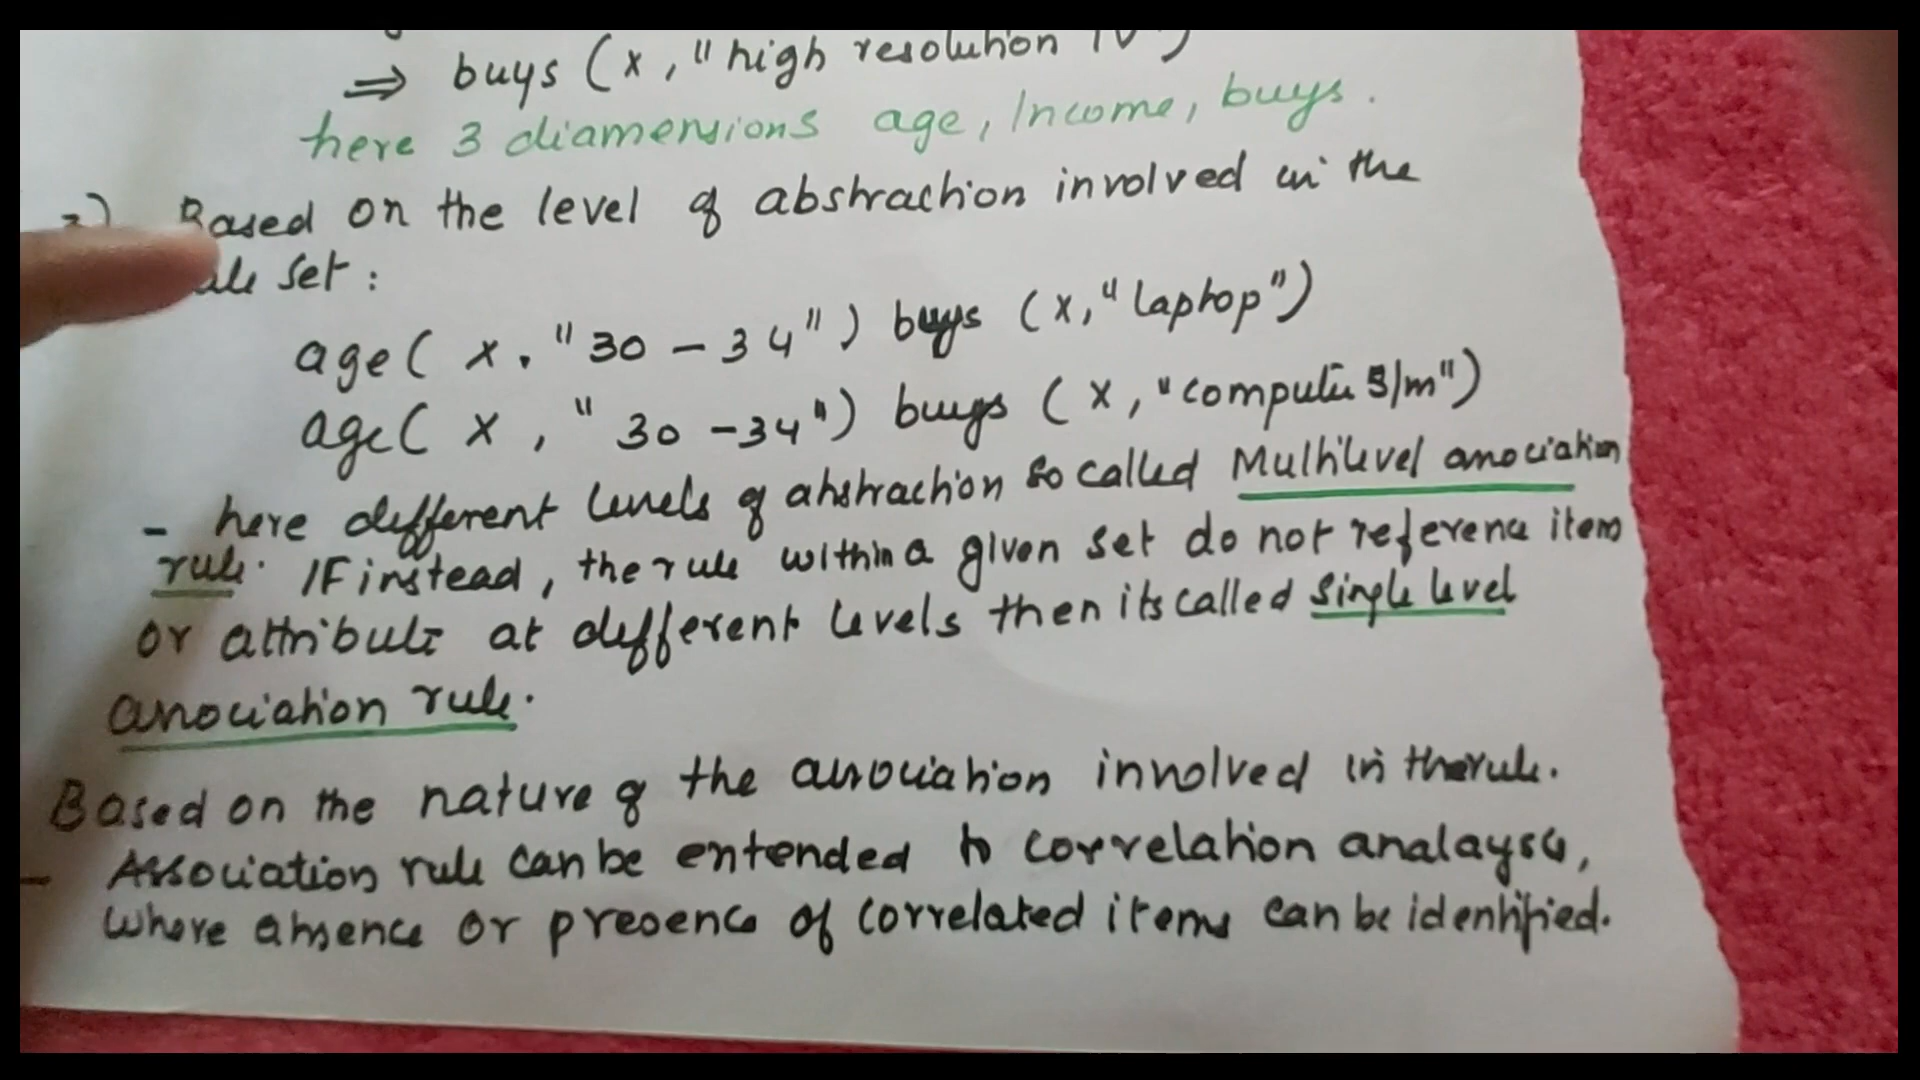 ⇒ buys (x, "high resolution TV")
here 3 diamensions age, Income, buys.
Based on the level of abstraction involved in the
set :
age( x. "30 - 34") buys (x, "laptop")
age( x, "30 -34") buys (x, "computer S/m")
- here different levels of abstraction so called Multilevel association
rule. IF instead, the rule within a given set do not reference items
or attribute at different levels then its called single level
association rule.
Based on the nature of the association involved in the rule.
- Association rule can be extended to correlation analaysis,
where absence or presence of correlated items can be identified.